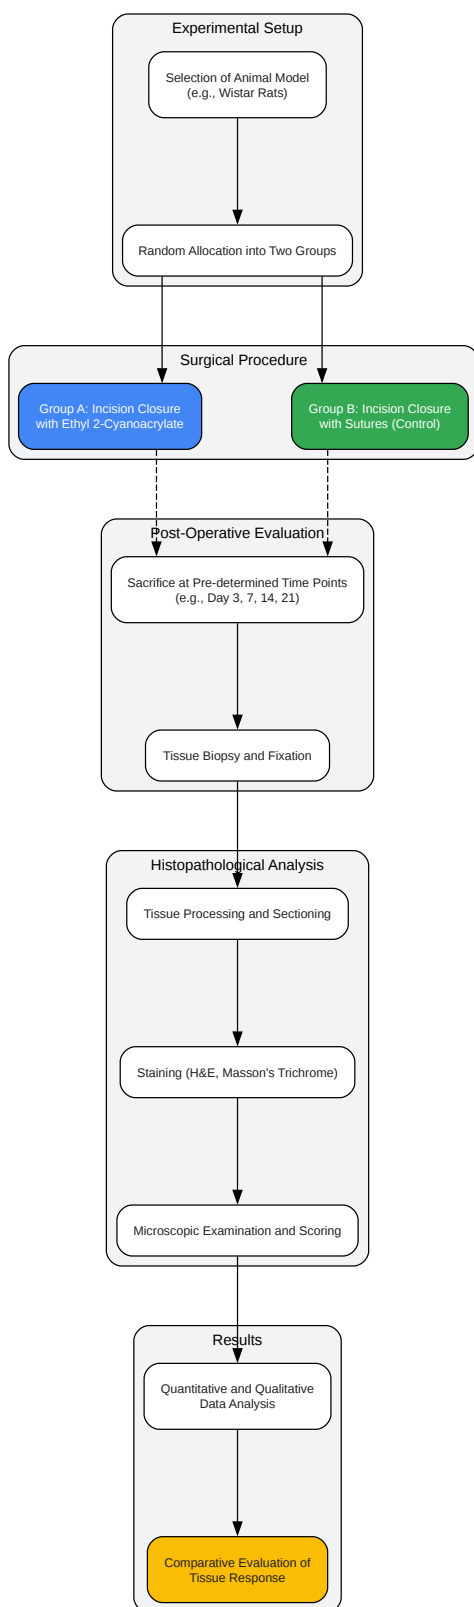 Experimental Setup
Selection of Animal Model
(e.g., Wistar Rats)
Random Allocation into Two Groups
Surgical Procedure
Group A: Incision Closure
with Ethyl 2-Cyanoacrylate
Group B: Incision Closure
with Sutures (Control)
Post-Operative Evaluation
Sacrifice at Pre-determined Time Points
(e.g., Day 3, 7, 14, 21)
Tissue Biopsy and Fixation
Histopathological Analysis
Tissue Processing and Sectioning
Staining (H&E, Masson's Trichrome)
Microscopic Examination and Scoring
Results
Quantitative and Qualitative
Data Analysis
Comparative Evaluation of
Tissue Response